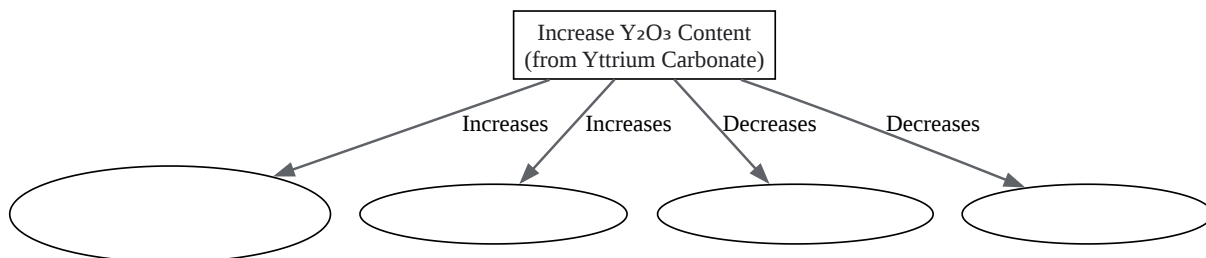 Increase Y₂O₃ Content
(from Yttrium Carbonate)
Increases
Increases
Decreases
Decreases